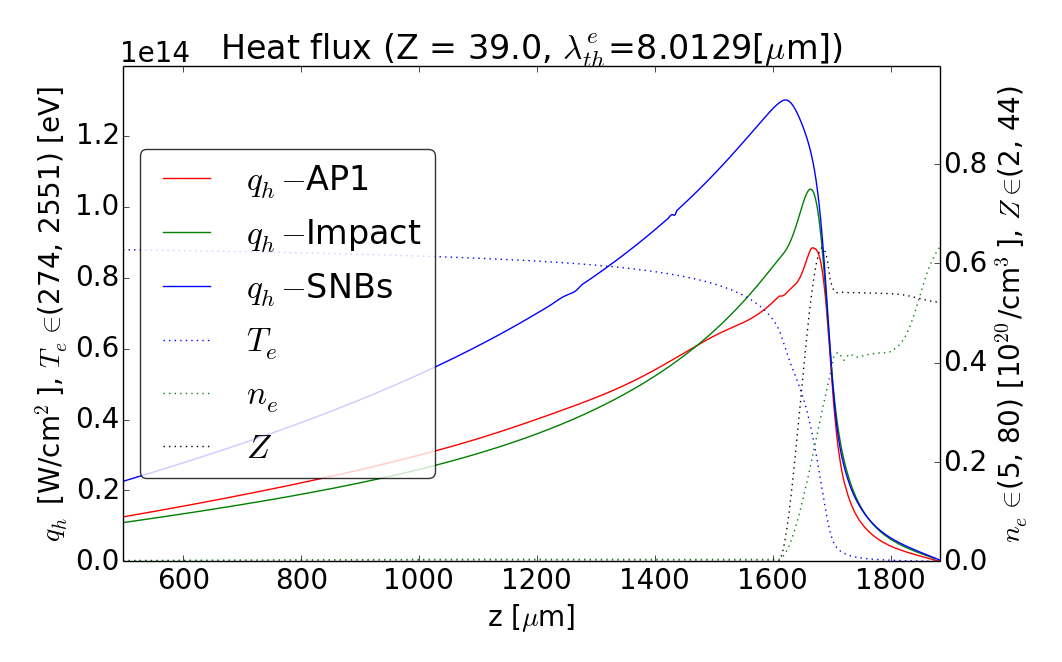 1e14
Heat flux (Z = 39.0, λ_th^e=8.0129[μm])
q_h [W/cm²], T_e ∈(274, 2551) [eV]
1.2
1.0
0.8
0.6
0.4
0.2
0.0
q_h −AP1
q_h −Impact
q_h −SNBs
T_e
n_e
Z
0.8
0.6
0.4
0.2
0.0
n_e ∈(5, 80) [10²⁰/cm³], Z∈(2, 44)
600 800 1000 1200 1400 1600 1800
z [μm]